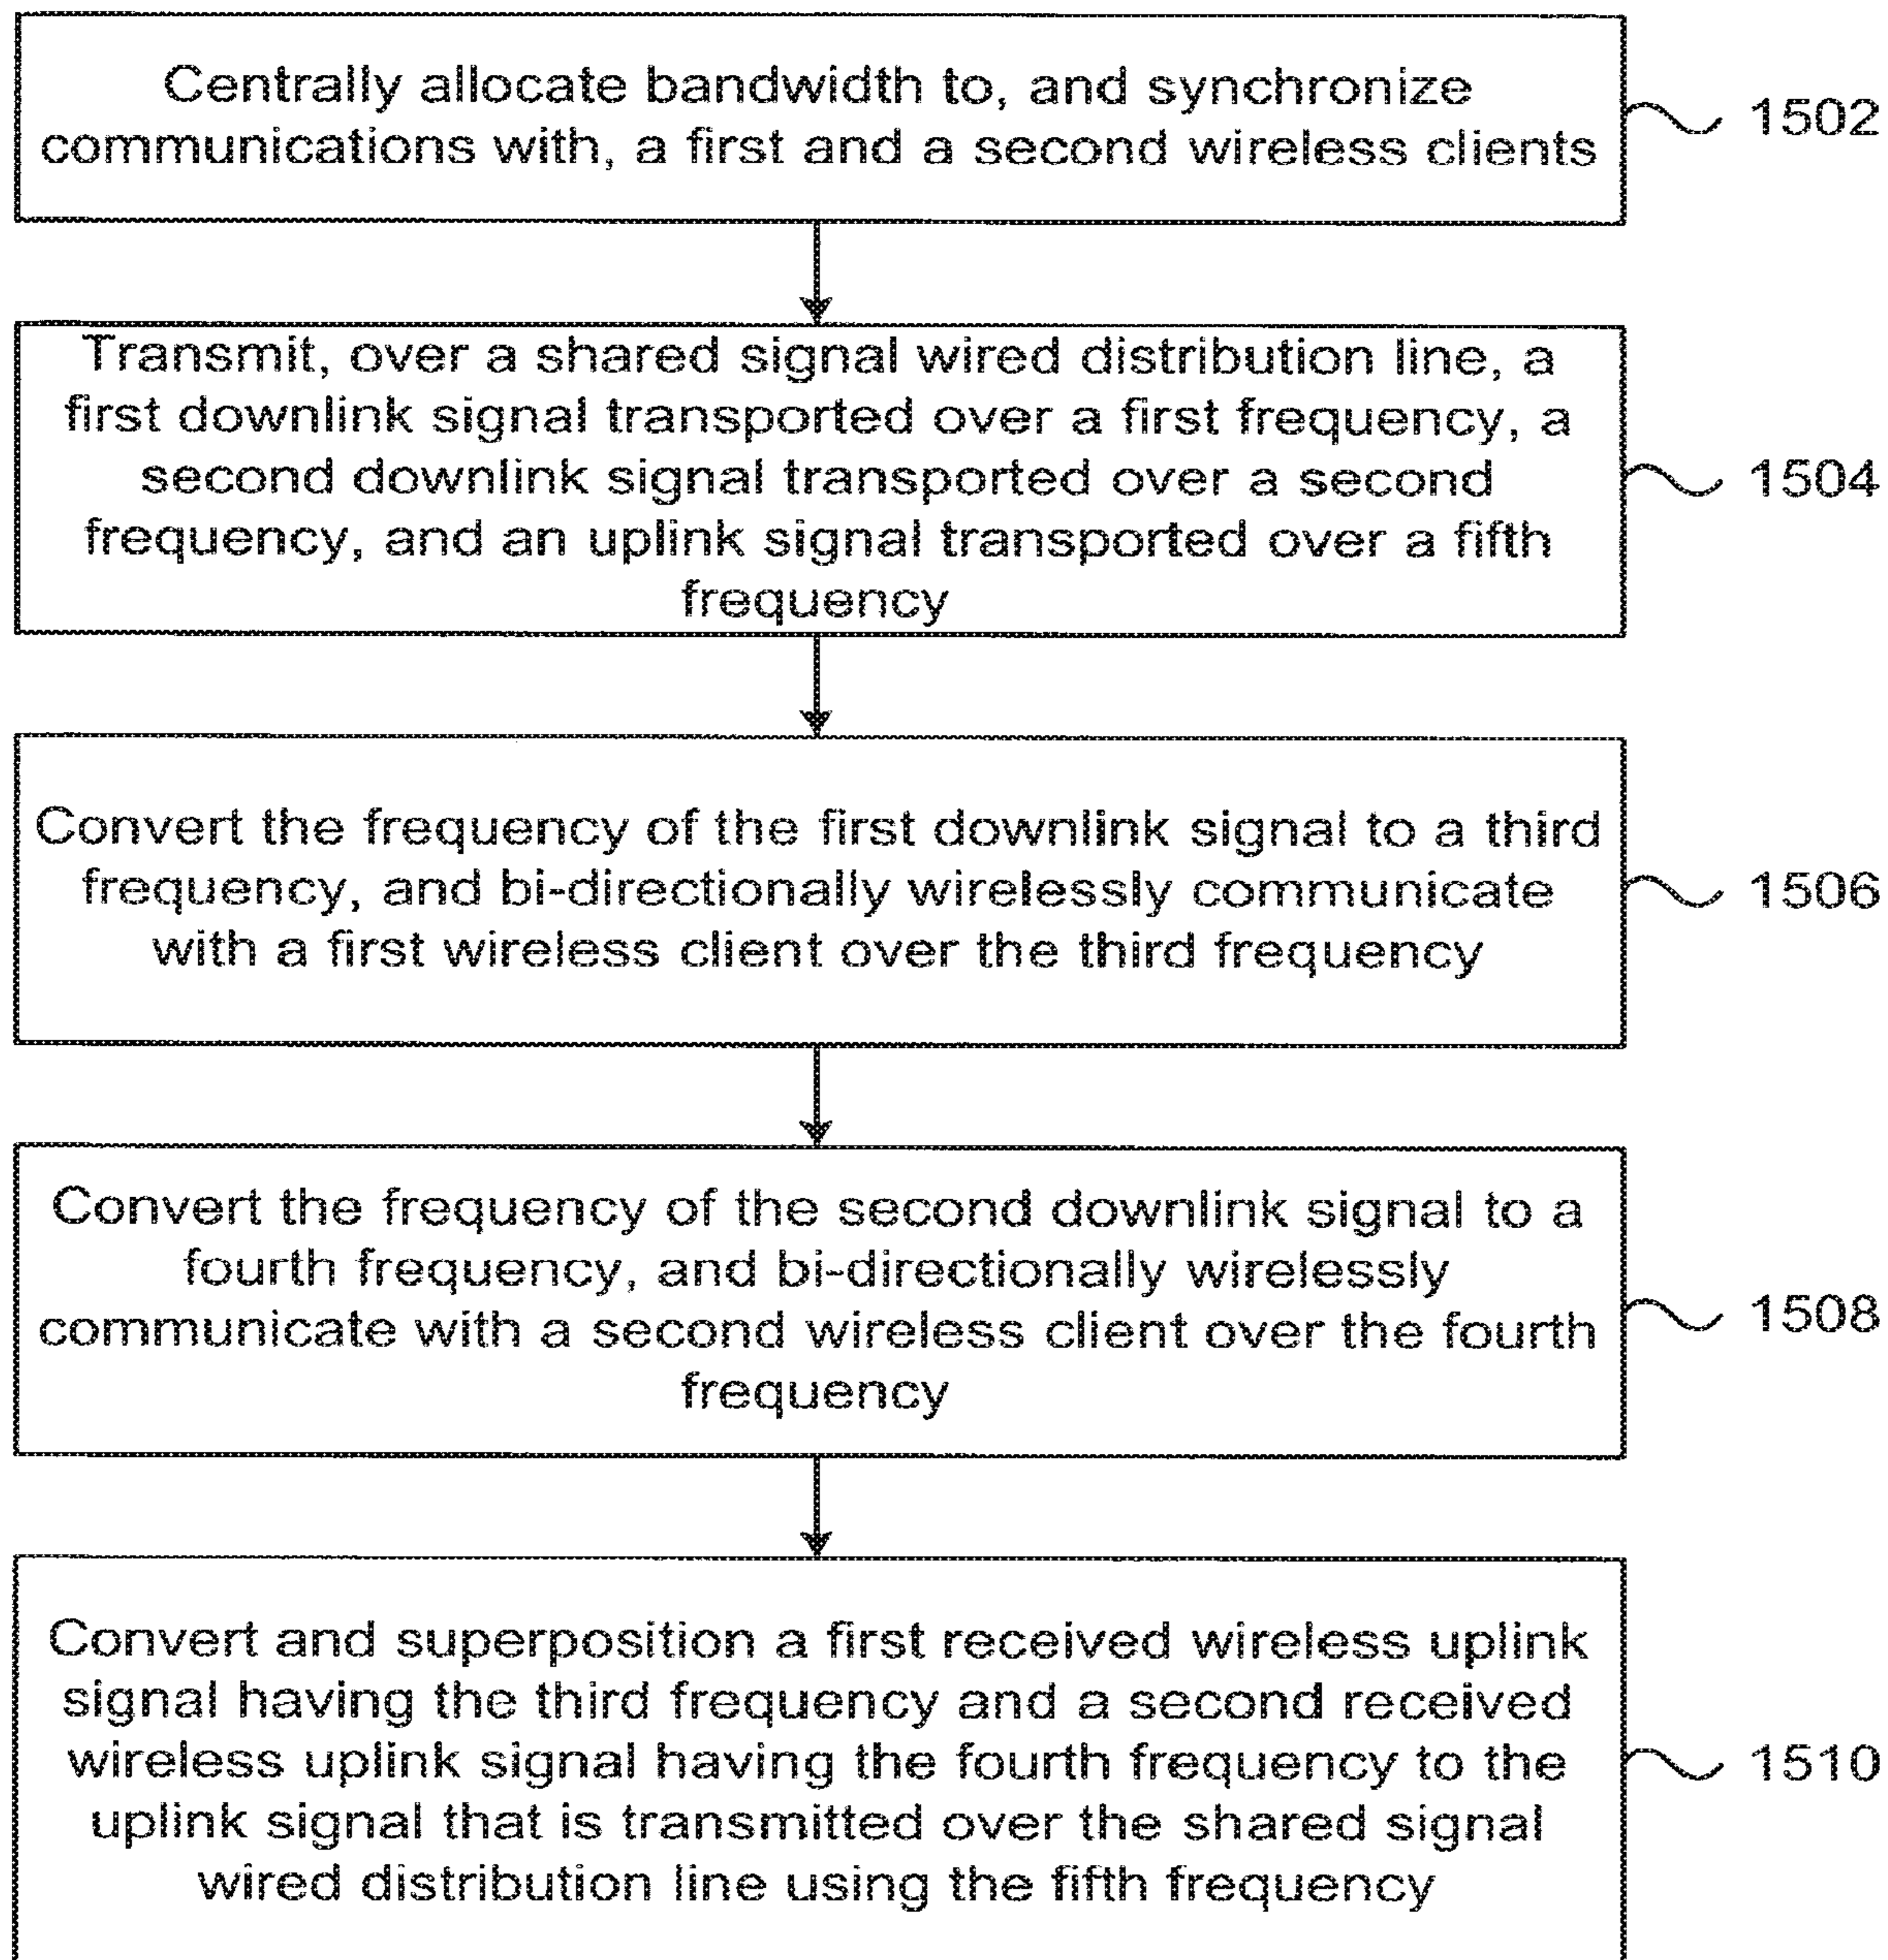 Centrally allocate bandwidth to, and synchronize
communications with, a first and a second wireless clients
1502
Transmit, over a shared signal wired distribution line, a
first downlink signal transported over a first frequency, a
second downlink signal transported over a second
frequency, and an uplink signal transported over a fifth
frequency
1504
Convert the frequency of the first downlink signal to a third
frequency, and bi-directionally wirelessly communicate
with a first wireless client over the third frequency
1506
Convert the frequency of the second downlink signal to a
fourth frequency, and bi-directionally wirelessly
communicate with a second wireless client over the fourth
frequency
1508
Convert and superposition a first received wireless uplink
signal having the third frequency and a second received
wireless uplink signal having the fourth frequency to the
uplink signal that is transmitted over the shared signal
wired distribution line using the fifth frequency
1510